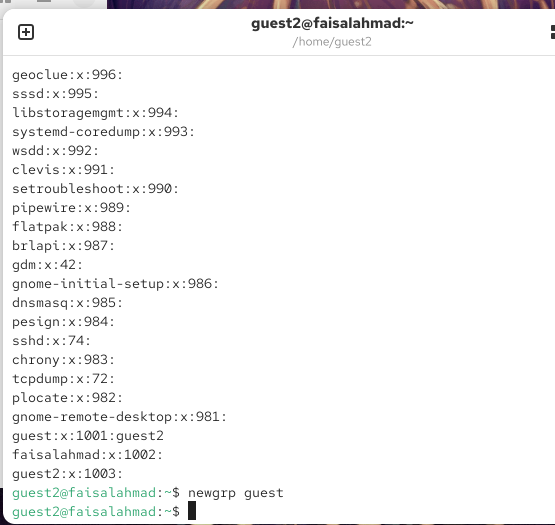 guest2@faisalahmad:~
/home/guest2
geoclue:x:996:
sssd:x:995:
libstoragemgmt:x:994:
systemd-coredump:x:993:
wsdd:x:992:
clevis:x:991:
setroubleshoot:x:990:
pipewire:x:989:
flatpak:x:988:
brlapi:x:987:
gdm:x:42:
gnome-initial-setup:x:986:
dnsmasq:x:985:
pesign:x:984:
sshd:x:74:
chrony:x:983:
tcpdump:x:72:
plocate:x:982:
gnome-remote-desktop:x:981:
guest:x:1001:guest2
faisalahmad:x:1002:
guest2:x:1003:
guest2@faisalahmad:~$ newgrp guest
guest2@faisalahmad:~$